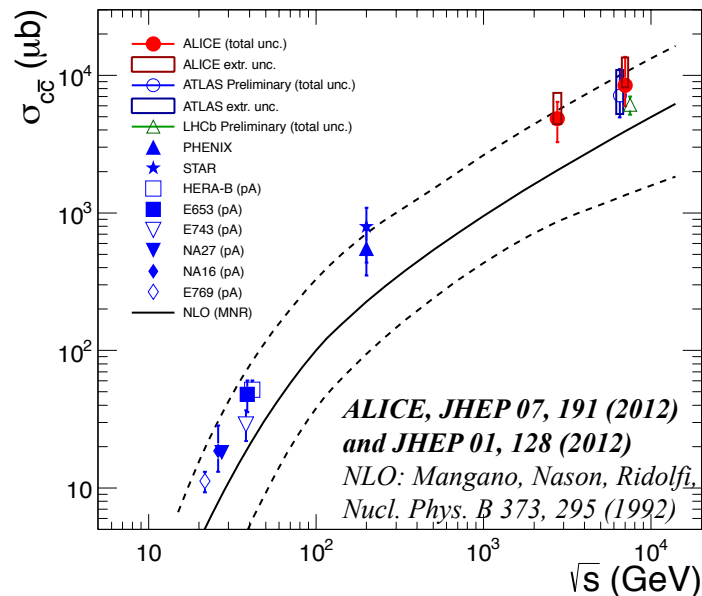 σcc̄ (μb)
10⁴
10³
10²
10
ALICE (total unc.)
ALICE extr. unc.
ATLAS Preliminary (total unc.)
ATLAS extr. unc.
LHCb Preliminary (total unc.)
PHENIX
STAR
HERA-B (pA)
E653 (pA)
E743 (pA)
NA27 (pA)
NA16 (pA)
E769 (pA)
NLO (MNR)
ALICE, JHEP 07, 191 (2012)
and JHEP 01, 128 (2012)
NLO: Mangano, Nason, Ridolfi,
Nucl. Phys. B 373, 295 (1992)
10 10² 10³ 10⁴
√s (GeV)